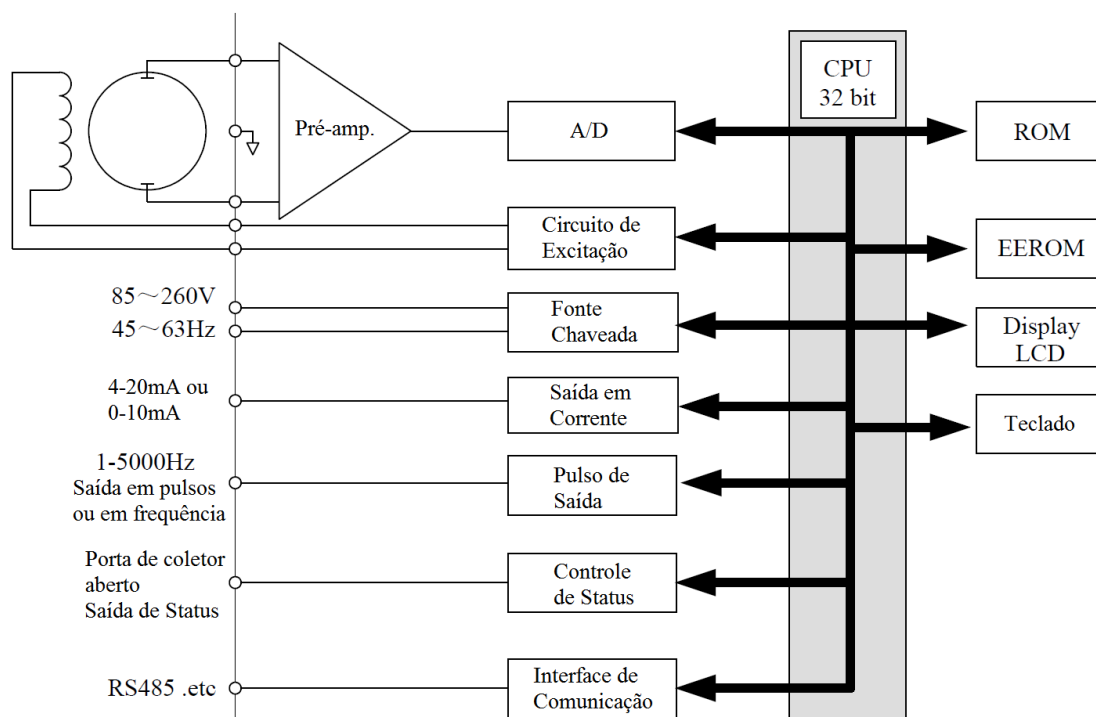 CPU
32 bit
Pré-amp.
A/D
ROM
Circuito de
Excitação
EEROM
85～260V
45～63Hz
Fonte
Chaveada
Display
LCD
4-20mA ou
0-10mA
Saída em
Corrente
Teclado
1-5000Hz
Saída em pulsos
ou em frequência
Pulso de
Saída
Porta de coletor
aberto
Saída de Status
Controle
de Status
RS485 .etc
Interface de
Comunicação